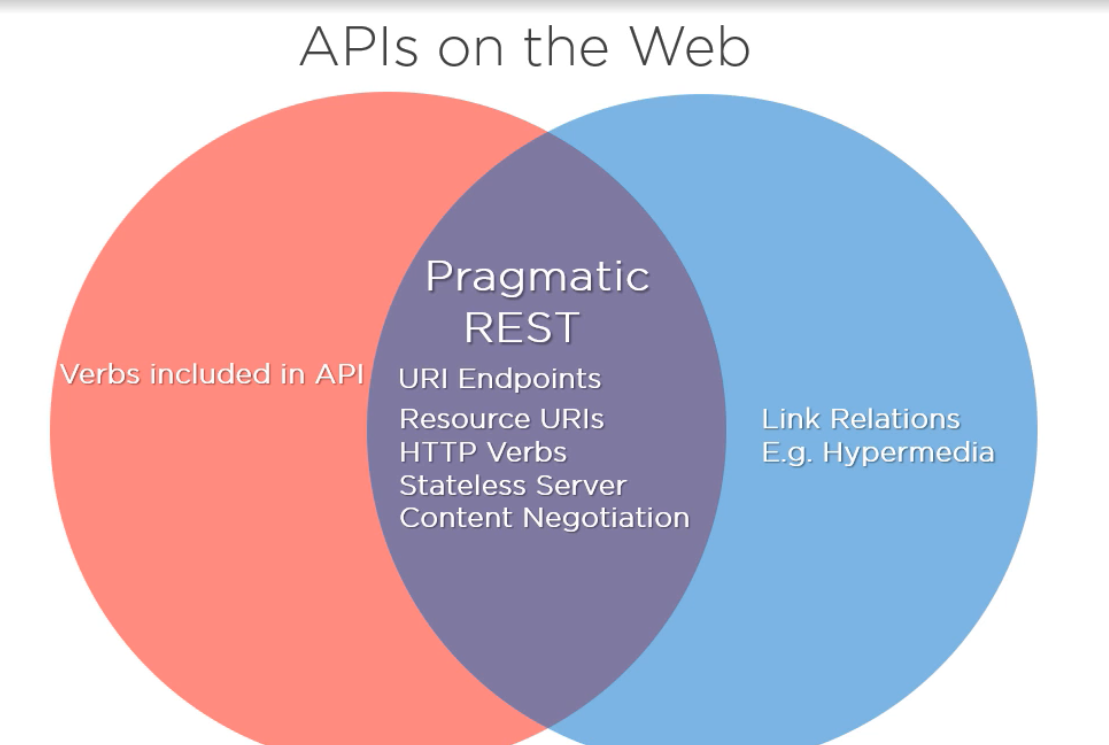 APIs on the Web
Pragmatic
REST
Verbs included in API
URI Endpoints
Resource URIs
HTTP Verbs
Stateless Server
Content Negotiation
Link Relations
E.g. Hypermedia